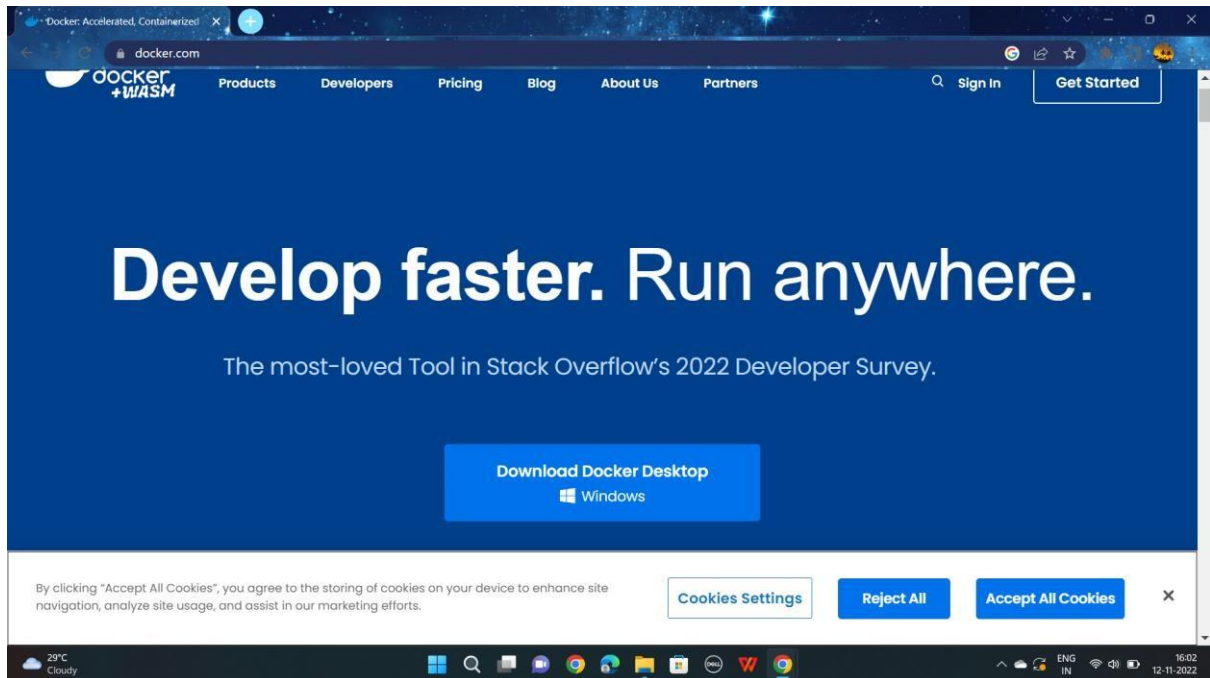 Docker: Accelerated, Containerized
docker.com
docker
+WASM
Products Developers Pricing Blog About Us Partners Sign In Get Started
Develop faster. Run anywhere.
The most-loved Tool in Stack Overflow's 2022 Developer Survey.
Download Docker Desktop
Windows
By clicking “Accept All Cookies”, you agree to the storing of cookies on your device to enhance site
navigation, analyze site usage, and assist in our marketing efforts.
Cookies Settings Reject All Accept All Cookies
29°C
Cloudy
DELL
ENG
IN
16:02
12-11-2022